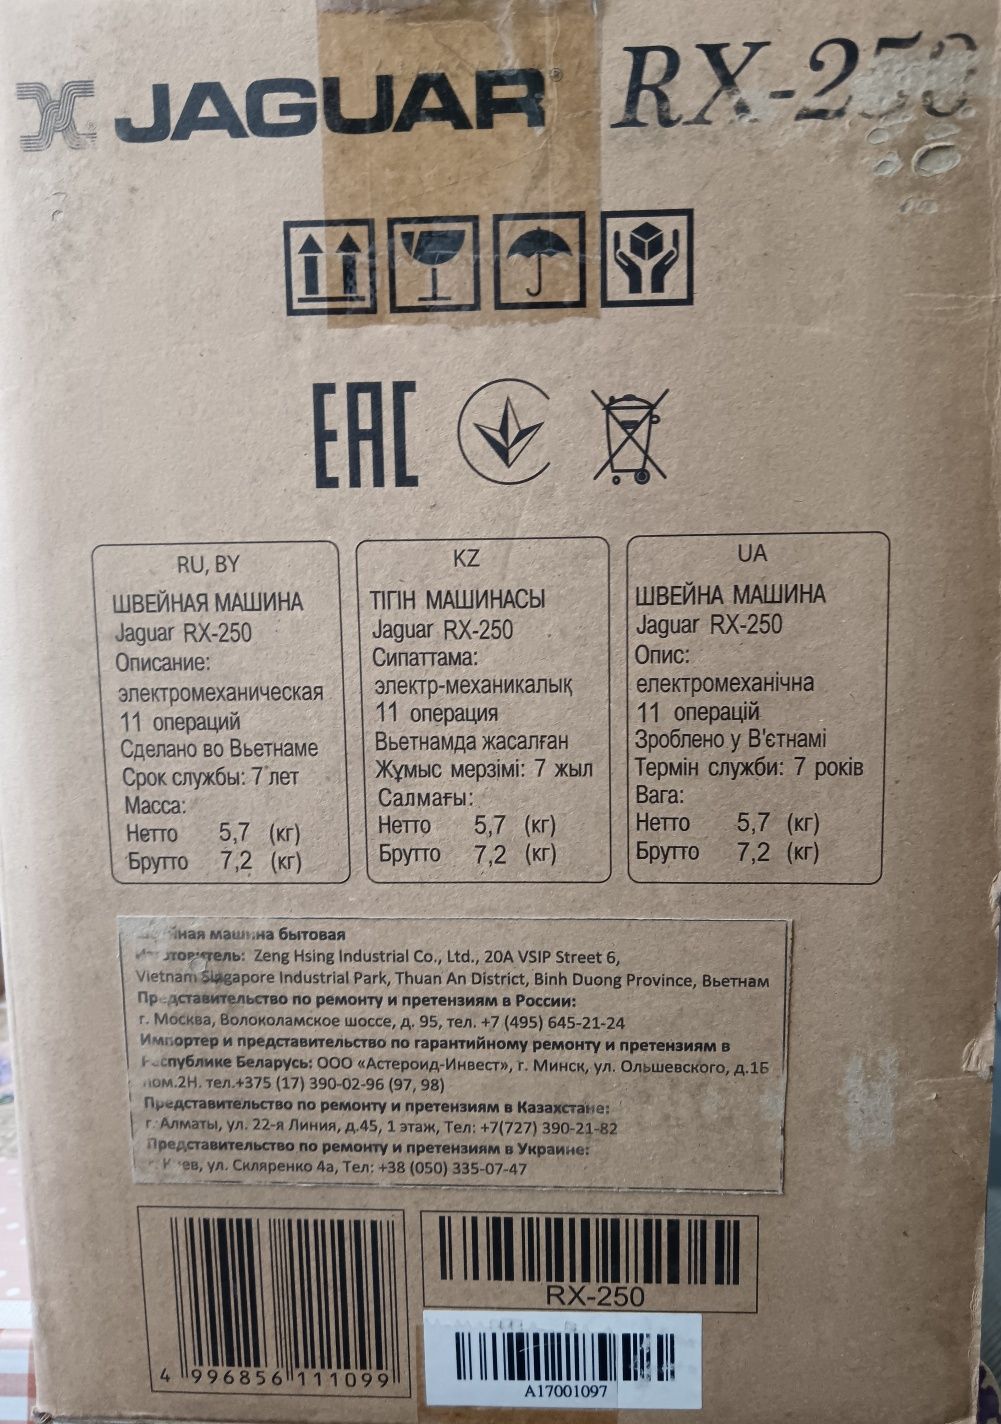 JAGUAR® RX-250
EAC
RU, BY
ШВЕЙНАЯ МАШИНА
Jaguar RX-250
Описание:
электромеханическая
11 операций
Сделано во Вьетнаме
Срок службы: 7 лет
Масса:
Нетто 5,7 (кг)
Брутто 7,2 (кг)
KZ
ТІГІН МАШИНАСЫ
Jaguar RX-250
Сипаттама:
электр-механикалық
11 операция
Вьетнамда жасалған
Жұмыс мерзімі: 7 жыл
Салмағы:
Нетто 5,7 (кг)
Брутто 7,2 (кг)
UA
ШВЕЙНА МАШИНА
Jaguar RX-250
Опис:
електромеханічна
11 операцій
Зроблено у В'єтнамі
Термін служби: 7 років
Вага:
Нетто 5,7 (кг)
Брутто 7,2 (кг)
Швейная машина бытовая
Изготовитель: Zeng Hsing Industrial Co., Ltd., 20A VSIP Street 6,
Vietnam Singapore Industrial Park, Thuan An District, Binh Duong Province, Вьетнам
Представительство по ремонту и претензиям в России:
г. Москва, Волоколамское шоссе, д. 95, тел. +7 (495) 645-21-24
Импортер и представительство по гарантийному ремонту и претензиям в
Республике Беларусь: ООО «Астероид-Инвест», г. Минск, ул. Ольшевского, д.1Б
пом.2Н. тел.+375 (17) 390-02-96 (97, 98)
Представительство по ремонту и претензиям в Казахстане:
г. Алматы, ул. 22-я Линия, д.45, 1 этаж, Тел: +7(727) 390-21-82
Представительство по ремонту и претензиям в Украине:
г. Киев, ул. Скляренко 4а, Тел: +38 (050) 335-07-47
RX-250
4 996856 111099
A17001097